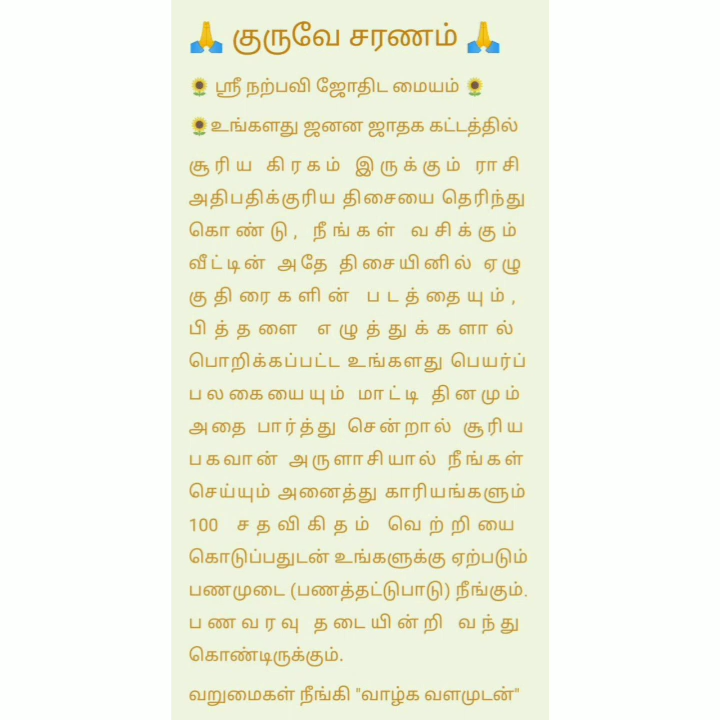 🙏 குருவே சரணம் 🙏
🌻 ஸ்ரீ நற்பவி ஜோதிட மையம் 🌻
🌻உங்களது ஜனன ஜாதக கட்டத்தில்
சூரிய கிரகம் இருக்கும் ராசி
அதிபதிக்குரிய திசையை தெரிந்து
கொண்டு, நீங்கள் வசிக்கும்
வீட்டின் அதே திசையினில் ஏழு
குதிரைகளின் படத்தையும்,
பித்தளை எழுத்துக்களால்
பொறிக்கப்பட்ட உங்களது பெயர்ப்
பலகையையும் மாட்டி தினமும்
அதை பார்த்து சென்றால் சூரிய
பகவான் அருளாசியால் நீங்கள்
செய்யும் அனைத்து காரியங்களும்
100 சதவிகிதம் வெற்றியை
கொடுப்பதுடன் உங்களுக்கு ஏற்படும்
பணமுடை (பணத்தட்டுபாடு) நீங்கும்.
பணவரவு தடையின்றி வந்து
கொண்டிருக்கும்.
வறுமைகள் நீங்கி "வாழ்க வளமுடன்"